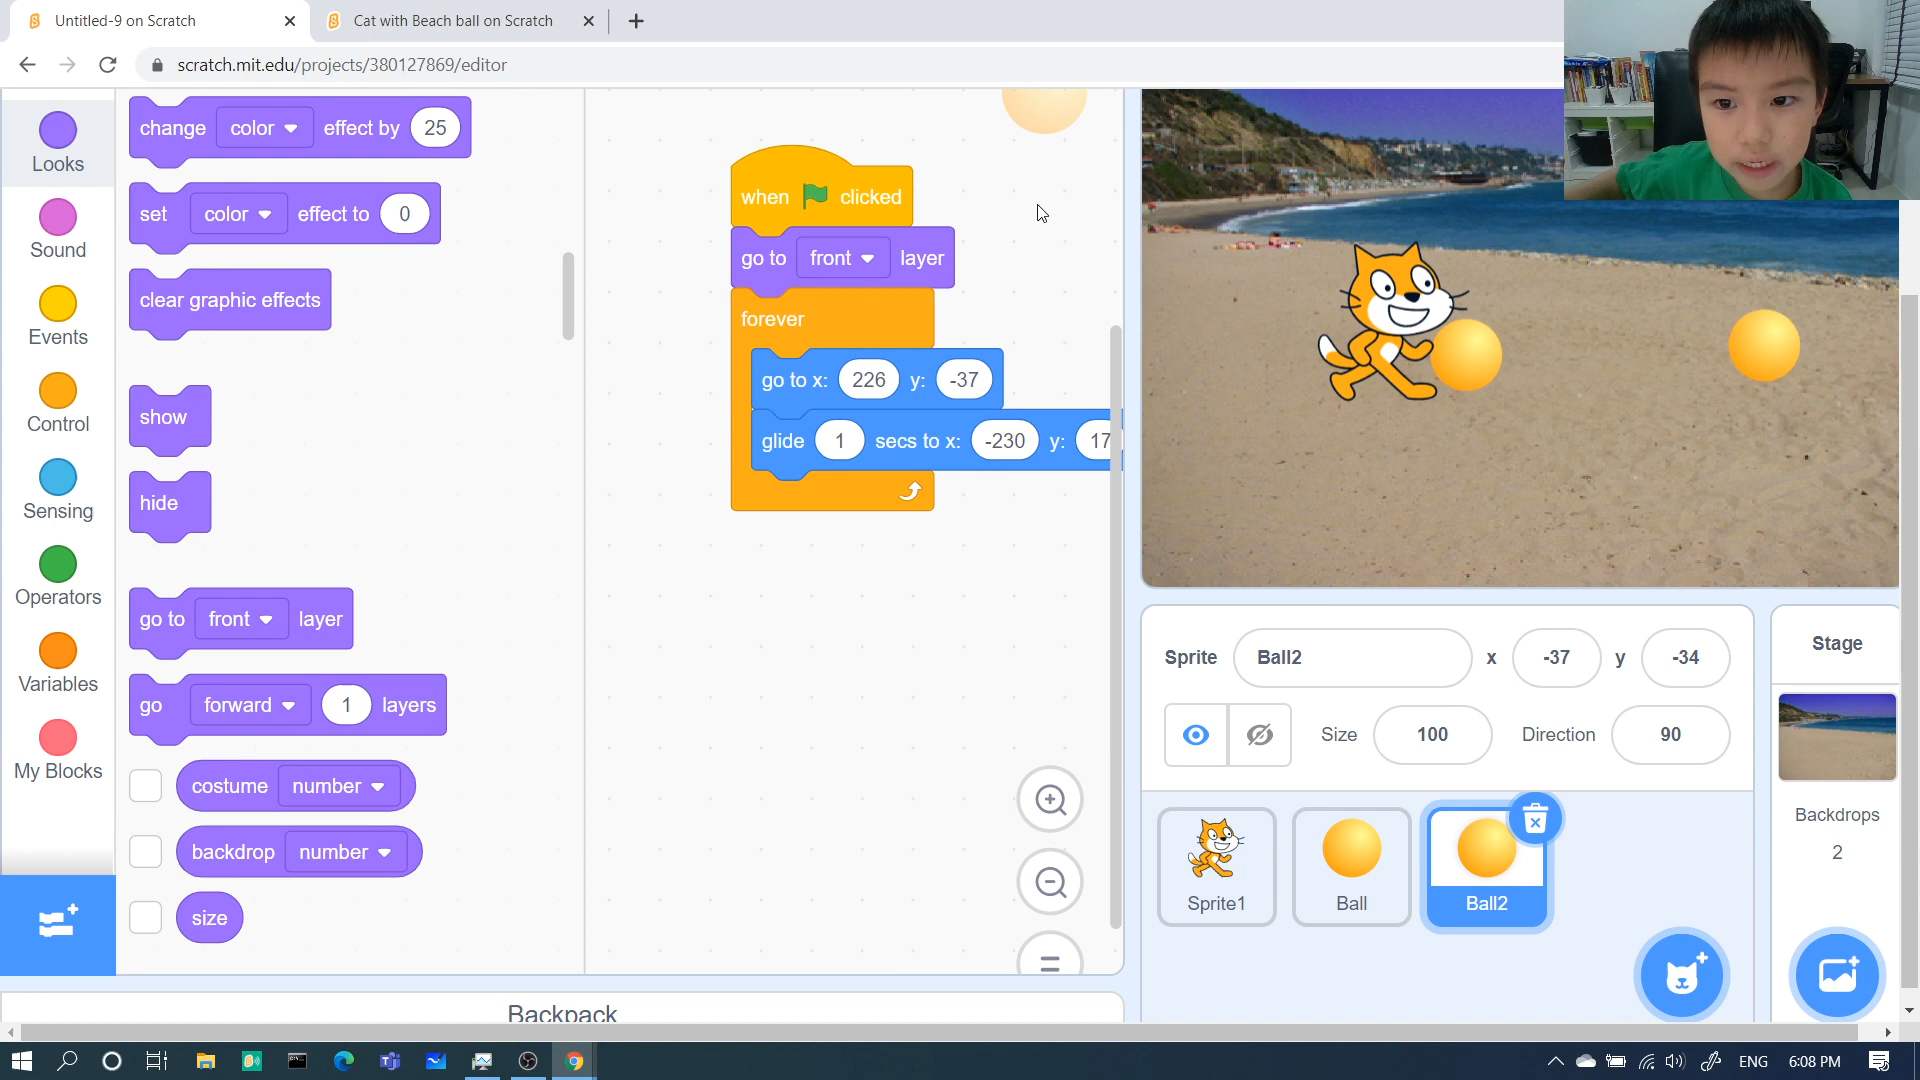 Untitled-9 on Scratch
Cat with Beach ball on Scratch
scratch.mit.edu/projects/380127869/editor
Looks
Sound
Events
Control
Sensing
Operators
Variables
My Blocks
change color effect by 25
set color effect to 0
clear graphic effects
show
hide
go to front layer
go forward 1 layers
costume number
backdrop number
size
when clicked
go to front layer
forever
go to x: 226 y: -37
glide 1 secs to x: -230 y: 17
Backpack
Sprite Ball2 x -37 y -34
Size 100 Direction 90
Sprite1
Ball
Ball2
Stage
Backdrops
2
ENG 6:08 PM